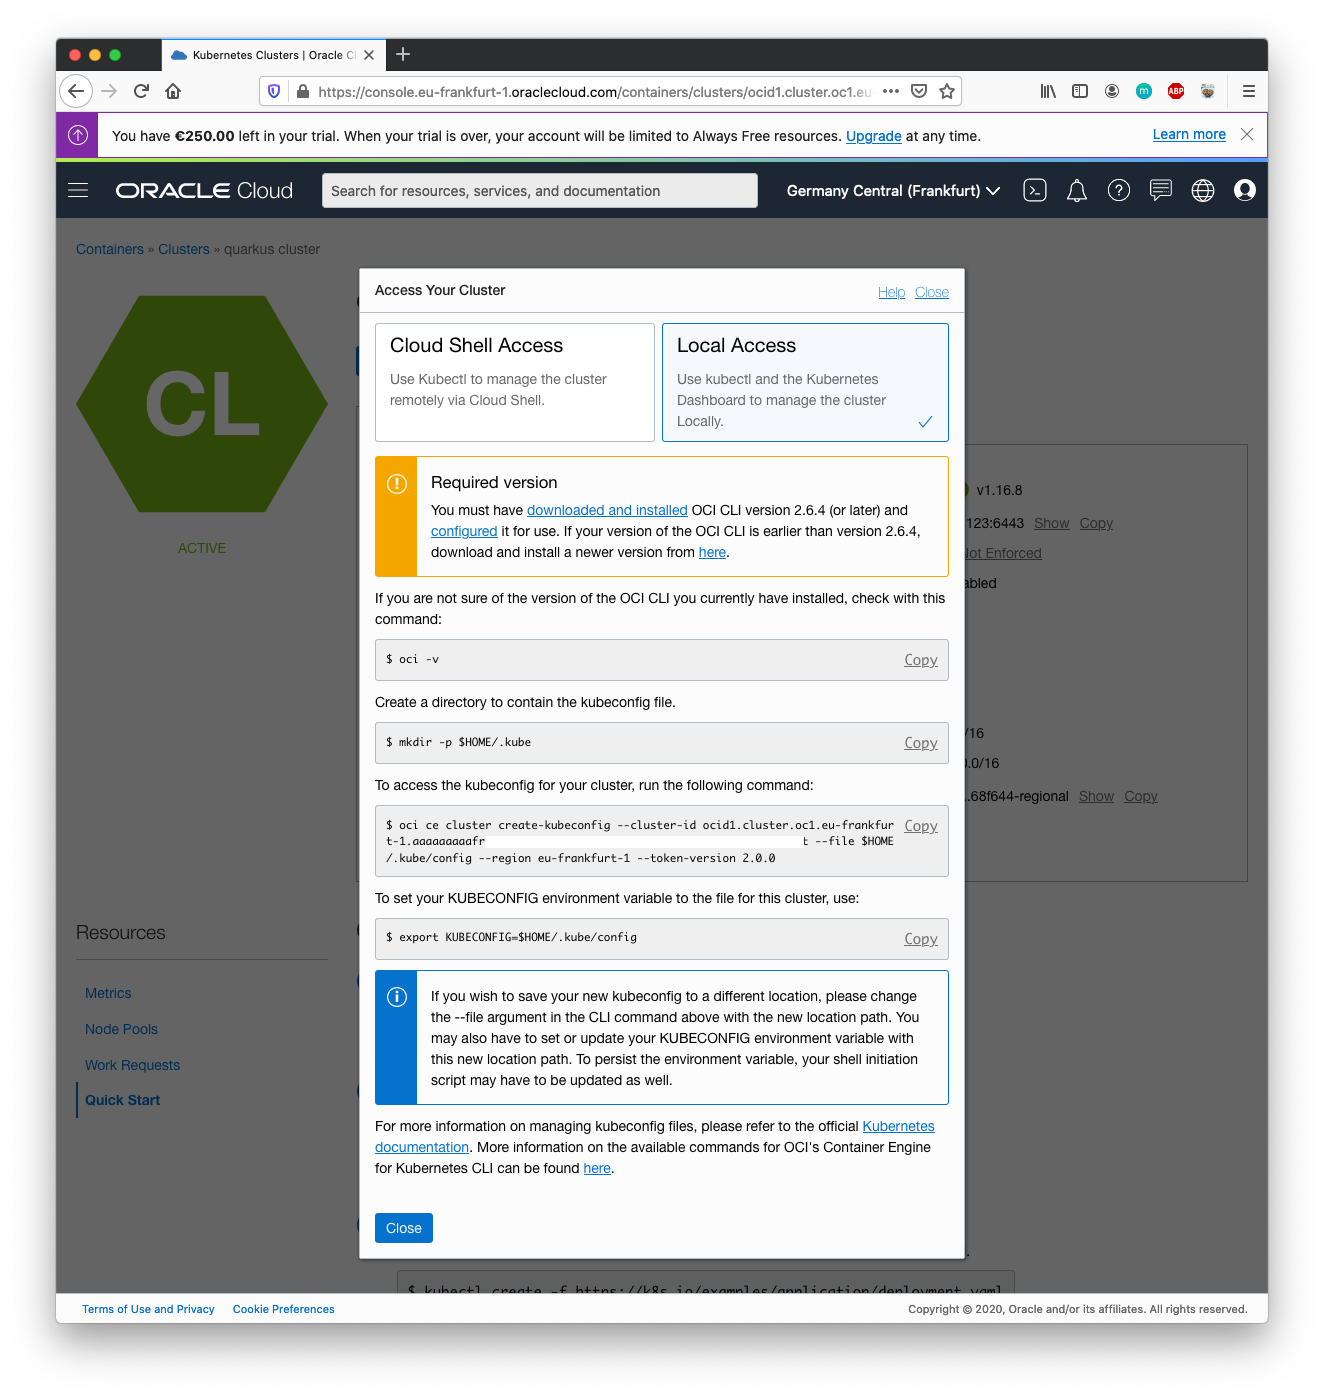 Kubernetes Clusters | Oracle Cl
https://console.eu-frankfurt-1.oraclecloud.com/containers/clusters/ocid1.cluster.oc1.eu-
ABP
You have €250.00 left in your trial. When your trial is over, your account will be limited to Always Free resources. Upgrade at any time.
Learn more
ORACLE Cloud
Search for resources, services, and documentation
Germany Central (Frankfurt)
Containers » Clusters » quarkus cluster
CL
ACTIVE
Access Your Cluster
Help Close
Cloud Shell Access
Use Kubectl to manage the cluster
remotely via Cloud Shell.
Local Access
Use kubectl and the Kubernetes
Dashboard to manage the cluster
Locally.
Required version
You must have downloaded and installed OCI CLI version 2.6.4 (or later) and
configured it for use. If your version of the OCI CLI is earlier than version 2.6.4,
download and install a newer version from here.
If you are not sure of the version of the OCI CLI you currently have installed, check with this
command:
$ oci -v
Copy
Create a directory to contain the kubeconfig file.
$ mkdir -p $HOME/.kube
Copy
To access the kubeconfig for your cluster, run the following command:
$ oci ce cluster create-kubeconfig --cluster-id ocid1.cluster.oc1.eu-frankfur
t-1.aaaaaaaaafr t --file $HOME
/.kube/config --region eu-frankfurt-1 --token-version 2.0.0
Copy
To set your KUBECONFIG environment variable to the file for this cluster, use:
$ export KUBECONFIG=$HOME/.kube/config
Copy
If you wish to save your new kubeconfig to a different location, please change
the --file argument in the CLI command above with the new location path. You
may also have to set or update your KUBECONFIG environment variable with
this new location path. To persist the environment variable, your shell initiation
script may have to be updated as well.
For more information on managing kubeconfig files, please refer to the official Kubernetes
documentation. More information on the available commands for OCI's Container Engine
for Kubernetes CLI can be found here.
Close
v1.16.8
123:6443 Show Copy
Not Enforced
abled
/16
0.0/16
.68f644-regional Show Copy
Resources
Metrics
Node Pools
Work Requests
Quick Start
$ kubectl create -f https://k8s.io/examples/application/deployment.yaml
Terms of Use and Privacy Cookie Preferences
Copyright © 2020, Oracle and/or its affiliates. All rights reserved.